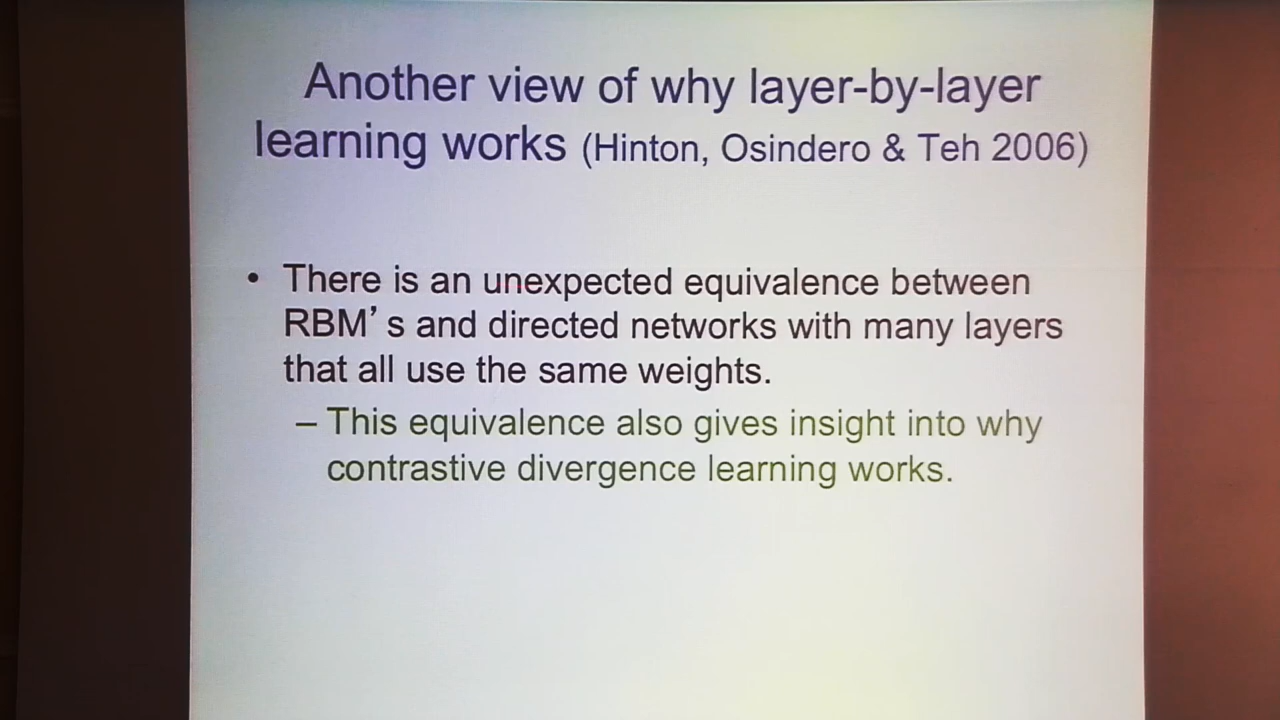 Another view of why layer-by-layer
learning works (Hinton, Osindero & Teh 2006)
• There is an unexpected equivalence between
RBM’s and directed networks with many layers
that all use the same weights.
– This equivalence also gives insight into why
contrastive divergence learning works.